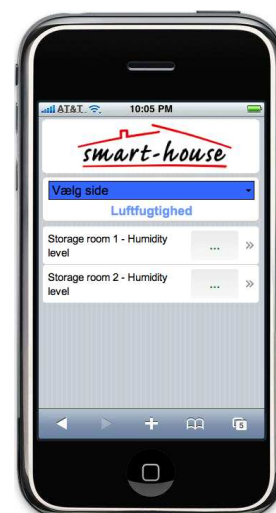 AT&T
10:05 PM
smart-house
Vælg side
Luftfugtighed
Storage room 1 - Humidity
level
...
»
Storage room 2 - Humidity
level
...
»
5